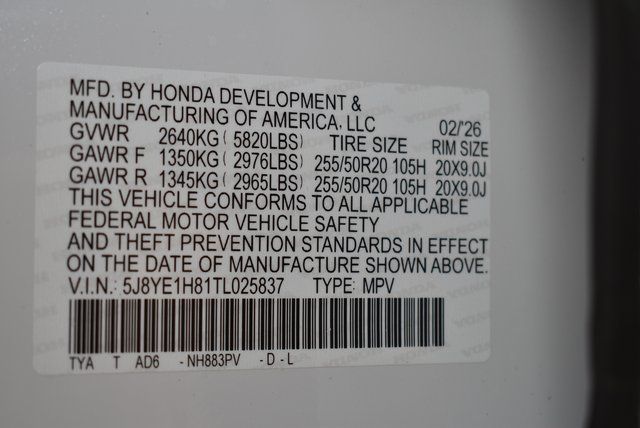 MFD. BY HONDA DEVELOPMENT &
MANUFACTURING OF AMERICA, LLC 02/'26
GVWR 2640KG ( 5820LBS) TIRE SIZE RIM SIZE
GAWR F 1350KG ( 2976LBS) 255/50R20 105H 20X9.0J
GAWR R 1345KG ( 2965LBS) 255/50R20 105H 20X9.0J
THIS VEHICLE CONFORMS TO ALL APPLICABLE
FEDERAL MOTOR VEHICLE SAFETY
AND THEFT PREVENTION STANDARDS IN EFFECT
ON THE DATE OF MANUFACTURE SHOWN ABOVE.
V.I.N.: 5J8YE1H81TL025837 TYPE: MPV
TYA T AD6 - NH883PV - D - L